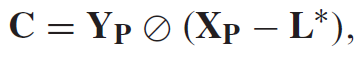 C = Y_P ⊘ (X_P − L*),